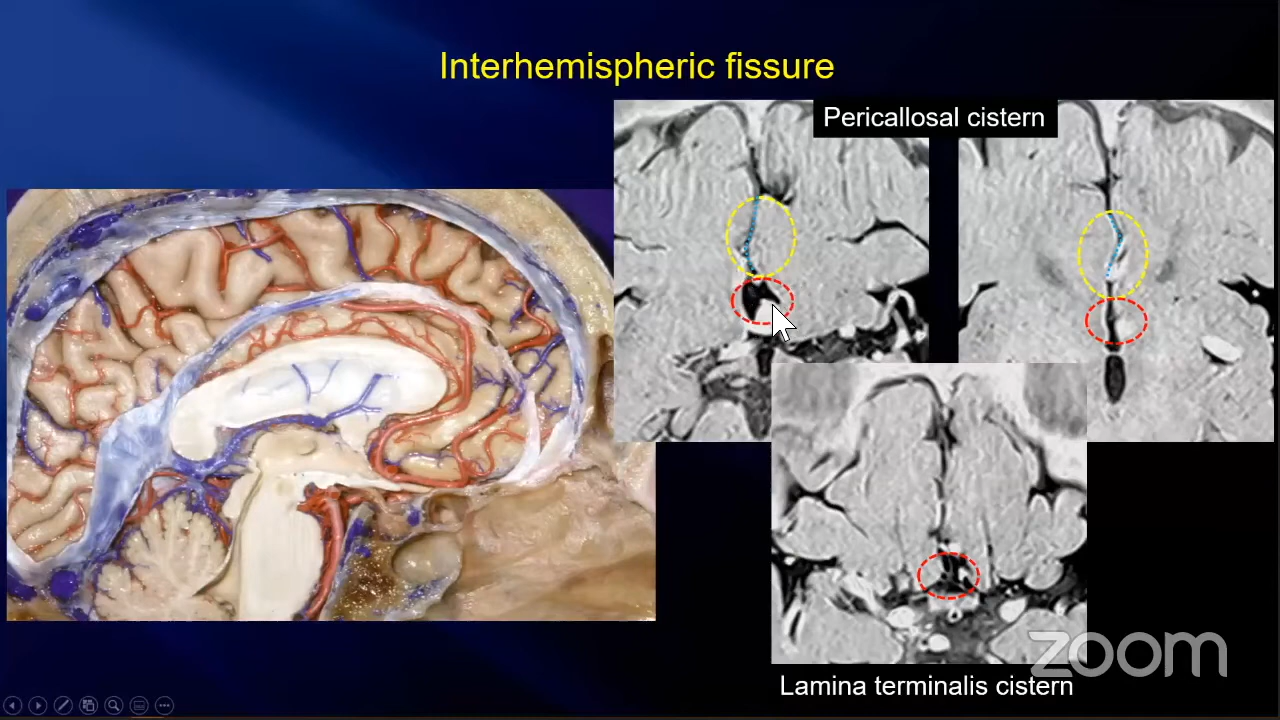 Interhemispheric fissure
Pericallosal cistern
Lamina terminalis cistern
zoom